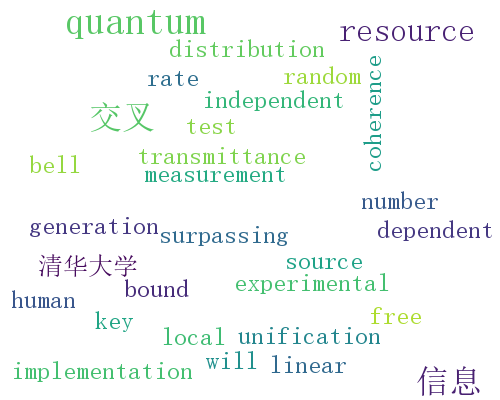 quantum
resource
distribution
rate
random
independent
coherence
交叉
test
transmittance
bell
measurement
number
generation
surpassing
dependent
清华大学
source
human
bound
experimental
key
free
local
unification
will
linear
implementation
信息